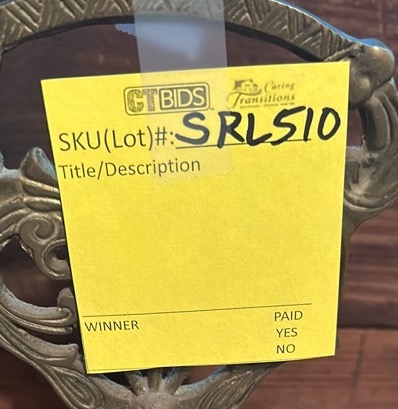 CTBIDS Caring Transitions
SKU(Lot)#: SRL510
Title/Description
WINNER PAID
YES
NO